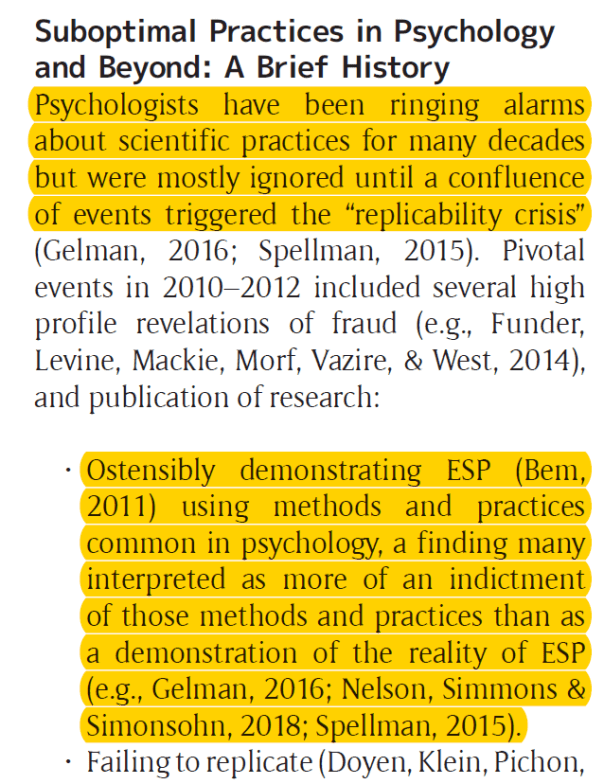 Suboptimal Practices in Psychology
and Beyond: A Brief History
Psychologists have been ringing alarms
about scientific practices for many decades
but were mostly ignored until a confluence
of events triggered the “replicability crisis”
(Gelman, 2016; Spellman, 2015). Pivotal
events in 2010–2012 included several high
profile revelations of fraud (e.g., Funder,
Levine, Mackie, Morf, Vazire, & West, 2014),
and publication of research:
· Ostensibly demonstrating ESP (Bem,
2011) using methods and practices
common in psychology, a finding many
interpreted as more of an indictment
of those methods and practices than as
a demonstration of the reality of ESP
(e.g., Gelman, 2016; Nelson, Simmons &
Simonsohn, 2018; Spellman, 2015).
· Failing to replicate (Doyen, Klein, Pichon,